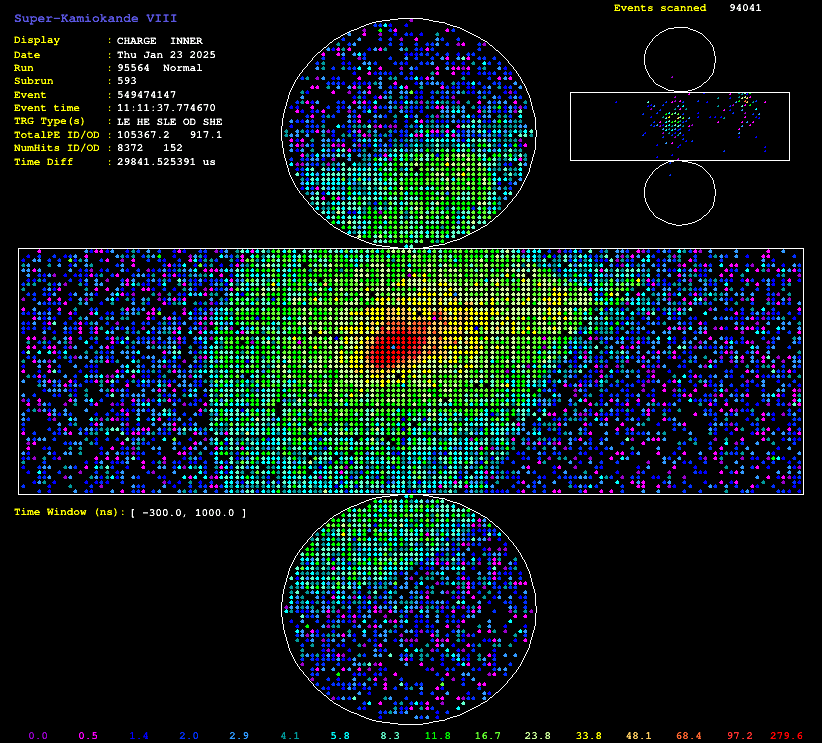 Super-Kamiokande VIII
Events scanned 94041
Display : CHARGE INNER
Date : Thu Jan 23 2025
Run : 95564 Normal
Subrun : 593
Event : 549474147
Event time : 11:11:37.774670
TRG Type(s) : LE HE SLE OD SHE
TotalPE ID/OD : 105367.2 917.1
NumHits ID/OD : 8372 152
Time Diff : 29841.525391 us
Time Window (ns): [ -300.0, 1000.0 ]
0.0 0.5 1.4 2.0 2.9 4.1 5.8 8.3 11.8 16.7 23.8 33.8 48.1 68.4 97.2 279.6